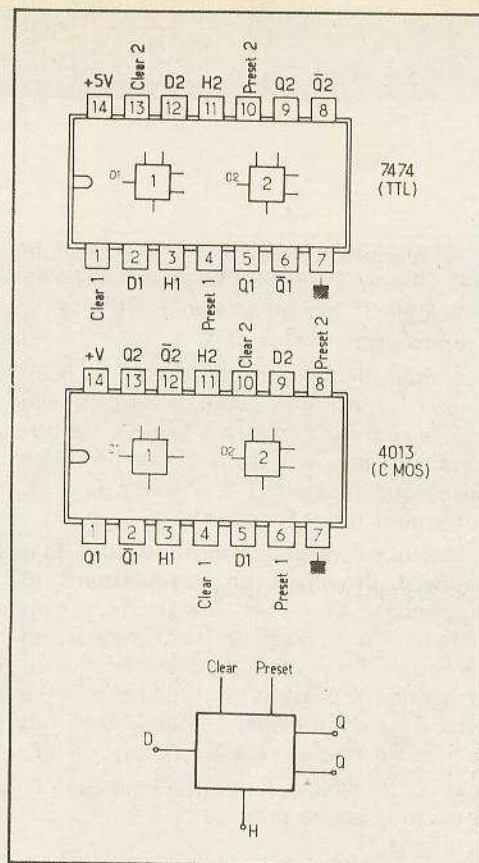 +5V Clear 2 D2 H2 Preset 2 Q2 Q̅2
14 13 12 11 10 9 8
D1 1 D2 2
7474
(TTL)
1 2 3 4 5 6 7
Clear 1 D1 H1 Preset 1 Q1 Q̅1
+V Q2 Q̅2 H2 Clear 2 D2 Preset 2
14 13 12 11 10 9 8
D1 1 D2 2
4013
(C MOS)
1 2 3 4 5 6 7
Q1 Q̅1 H1 Clear 1 D1 Preset 1
Clear Preset
D Q
Q
H